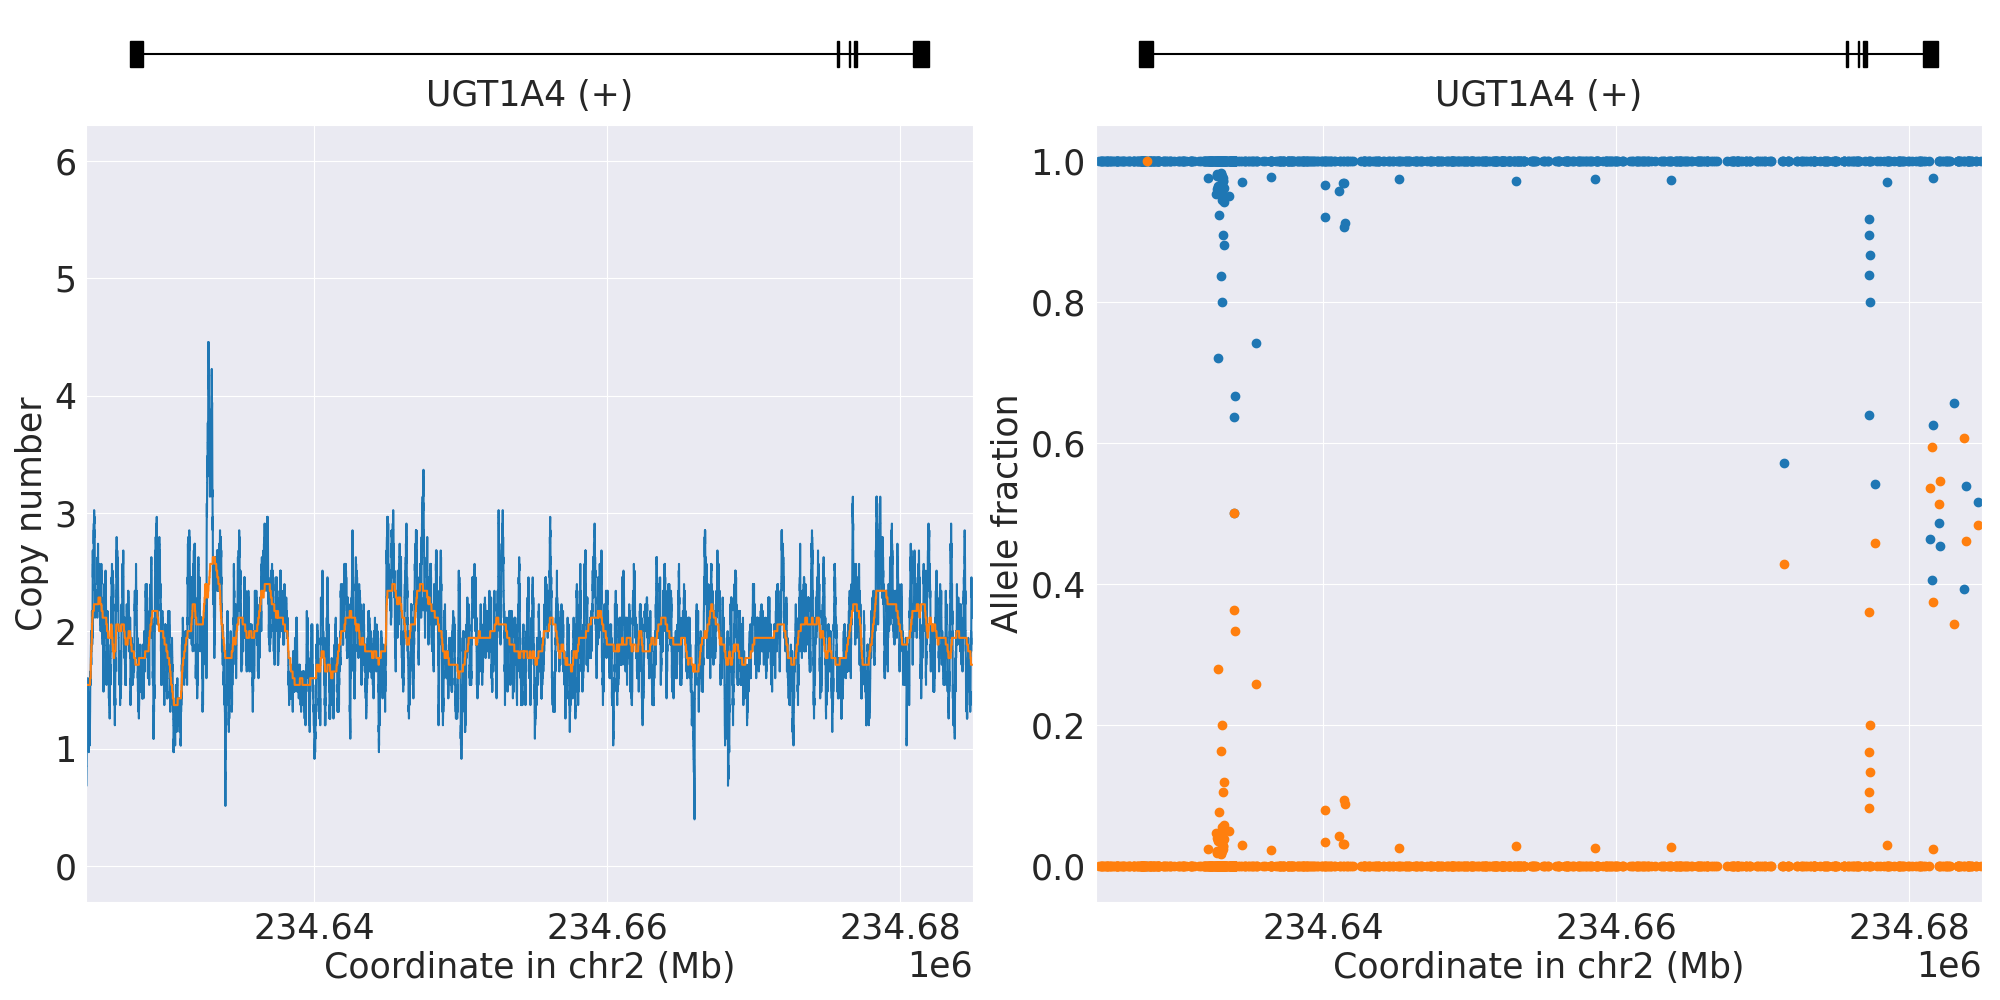 UGT1A4 (+)
6
5
4
3
2
1
0
Copy number
234.64 234.66 234.68
Coordinate in chr2 (Mb)
1e6
UGT1A4 (+)
1.0
0.8
0.6
0.4
0.2
0.0
Allele fraction
234.64 234.66 234.68
Coordinate in chr2 (Mb)
1e6